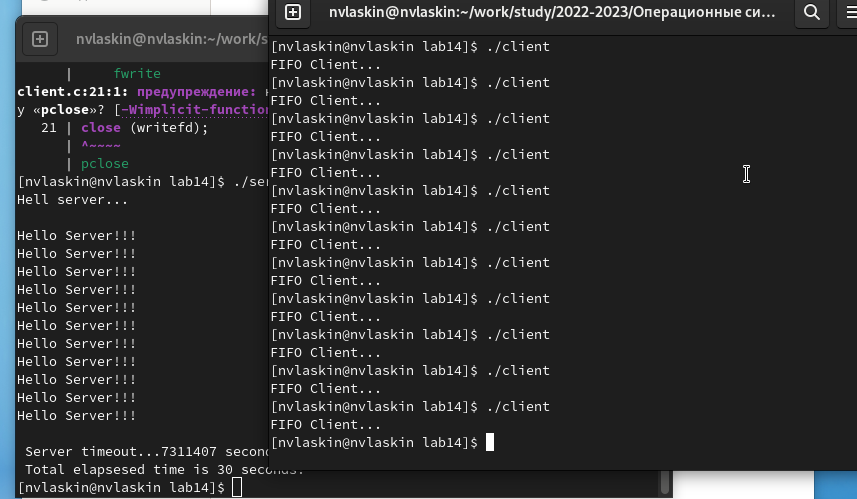 nvlaskin@nvlaskin:~/work/s
| fwrite
client.c:21:1: предупреждение:
у «pclose»? [-Wimplicit-function
21 | close (writefd);
| ^~~~~
| pclose
[nvlaskin@nvlaskin lab14]$ ./ser
Hell server...
Hello Server!!!
Hello Server!!!
Hello Server!!!
Hello Server!!!
Hello Server!!!
Hello Server!!!
Hello Server!!!
Hello Server!!!
Hello Server!!!
Hello Server!!!
Hello Server!!!
Server timeout...7311407 second
Total elapsesed time is 30 seconds.
[nvlaskin@nvlaskin lab14]$
nvlaskin@nvlaskin:~/work/study/2022-2023/Операционные си...
[nvlaskin@nvlaskin lab14]$ ./client
FIFO Client...
[nvlaskin@nvlaskin lab14]$ ./client
FIFO Client...
[nvlaskin@nvlaskin lab14]$ ./client
FIFO Client...
[nvlaskin@nvlaskin lab14]$ ./client
FIFO Client...
[nvlaskin@nvlaskin lab14]$ ./client
FIFO Client...
[nvlaskin@nvlaskin lab14]$ ./client
FIFO Client...
[nvlaskin@nvlaskin lab14]$ ./client
FIFO Client...
[nvlaskin@nvlaskin lab14]$ ./client
FIFO Client...
[nvlaskin@nvlaskin lab14]$ ./client
FIFO Client...
[nvlaskin@nvlaskin lab14]$ ./client
FIFO Client...
[nvlaskin@nvlaskin lab14]$ ./client
FIFO Client...
[nvlaskin@nvlaskin lab14]$